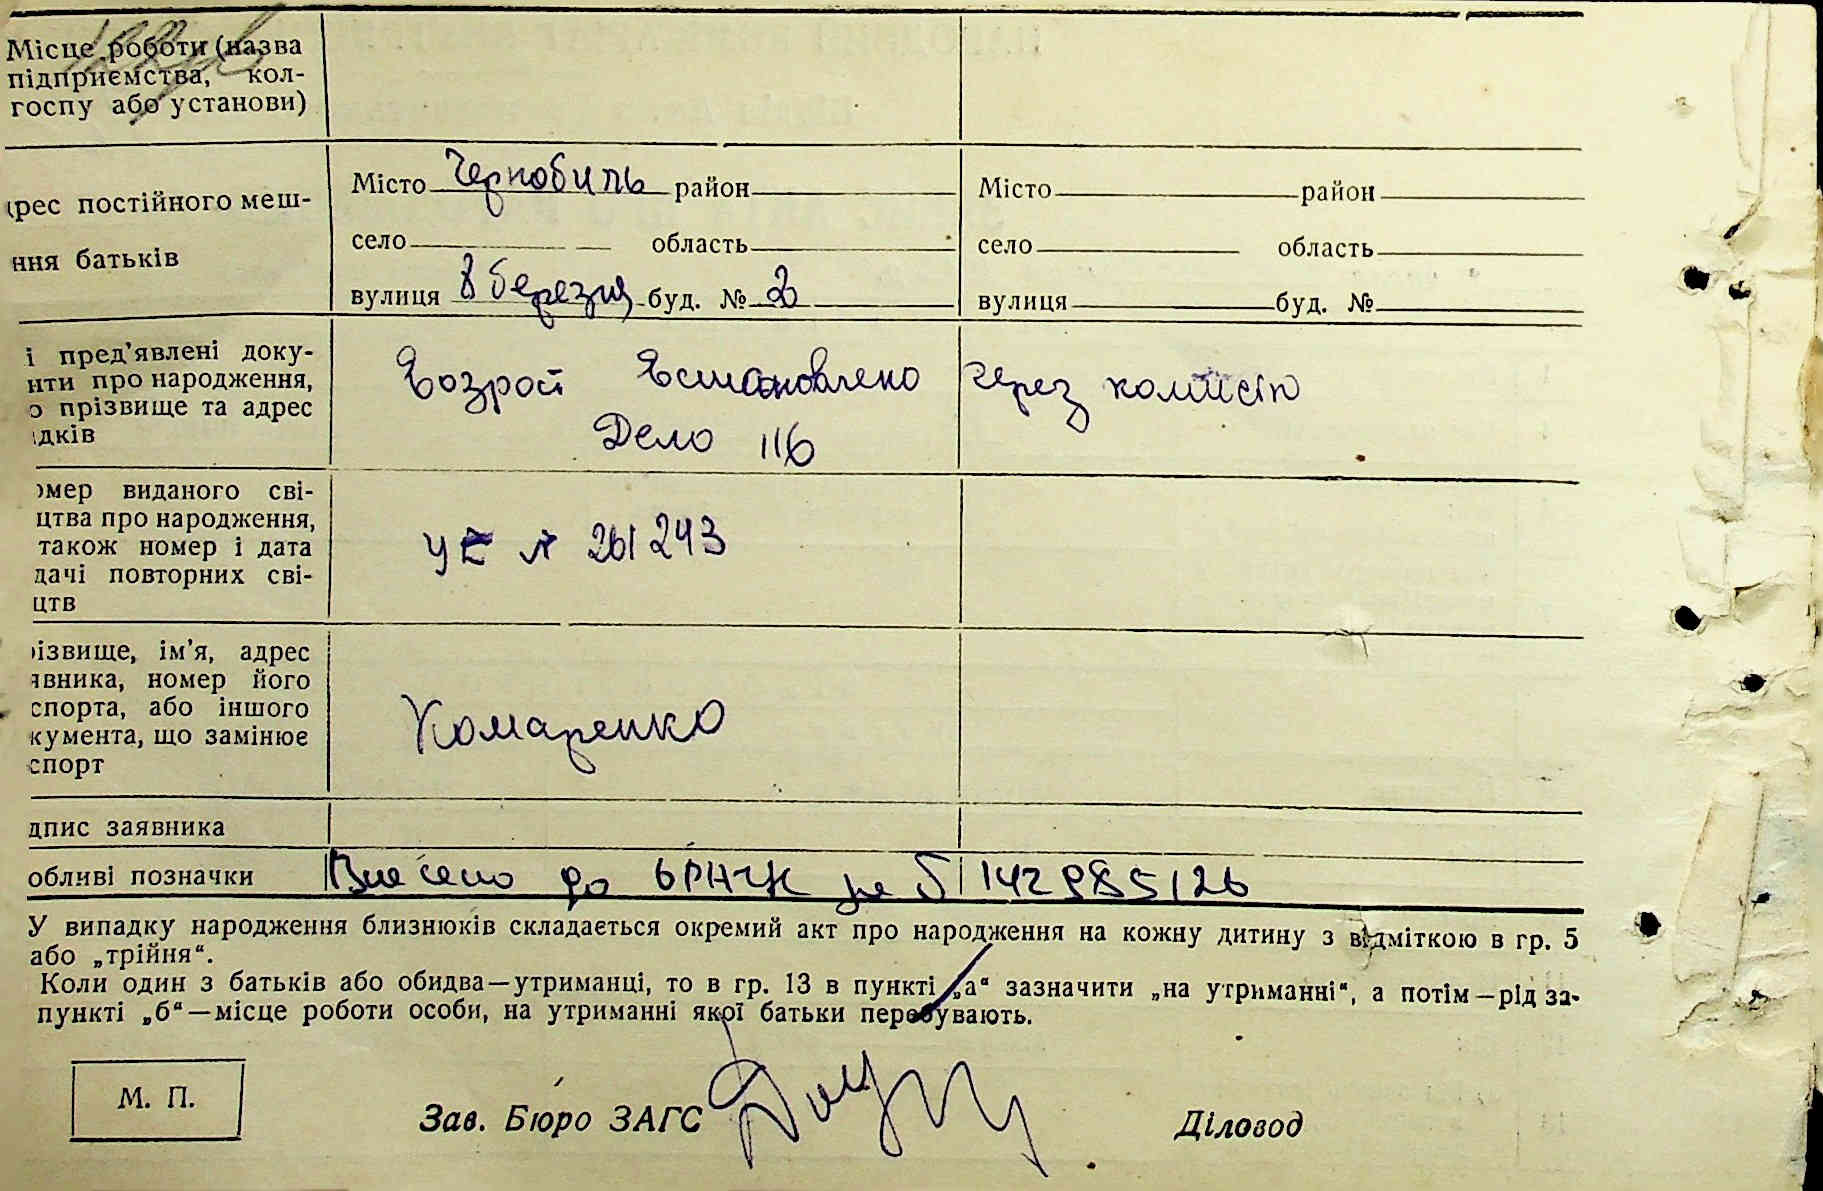 Місце роботи (назва
підприємства, кол-
госпу або установи)
рес постійного меш-
ння батьків
Місто Чернобиль район
село область
вулиця 8 березня буд. № 2
Місто район
село область
вулиця буд. №
і пред'явлені доку-
нти про народження,
о прізвище та адрес
дків
Возрост Встановлено через комисію
Дело 116
омер виданого сві-
цтва про народження,
також номер і дата
дачі повторних сві-
цтв
УЕ № 261243
різвище, ім'я, адрес
явника, номер його
спорта, або іншого
кумента, що замінює
спорт
Комаренко
дпис заявника
обливі позначки
Внесено до за
У випадку народження близнюків складається окремий акт про народження на кожну дитину з відміткою в гр. 5
або „трійня“.
Коли один з батьків або обидва—утриманці, то в гр. 13 в пункті „а“ зазначити „на утриманні“, а потім—рід за-
пункті „б“—місце роботи особи, на утриманні якої батьки перебувають.
М. П.
Зав. Бюро ЗАГС
Діловод